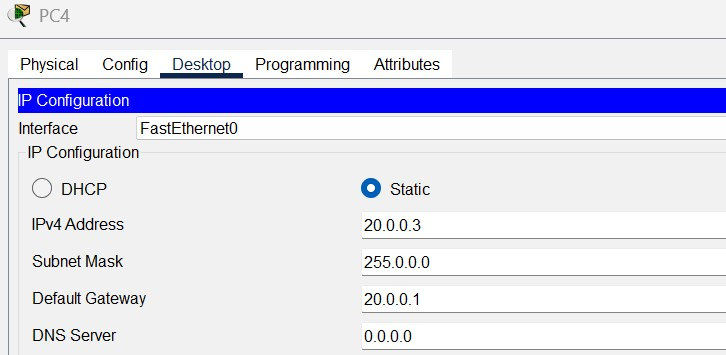 PC4
Physical Config Desktop Programming Attributes
IP Configuration
Interface FastEthernet0
IP Configuration
DHCP Static
IPv4 Address 20.0.0.3
Subnet Mask 255.0.0.0
Default Gateway 20.0.0.1
DNS Server 0.0.0.0